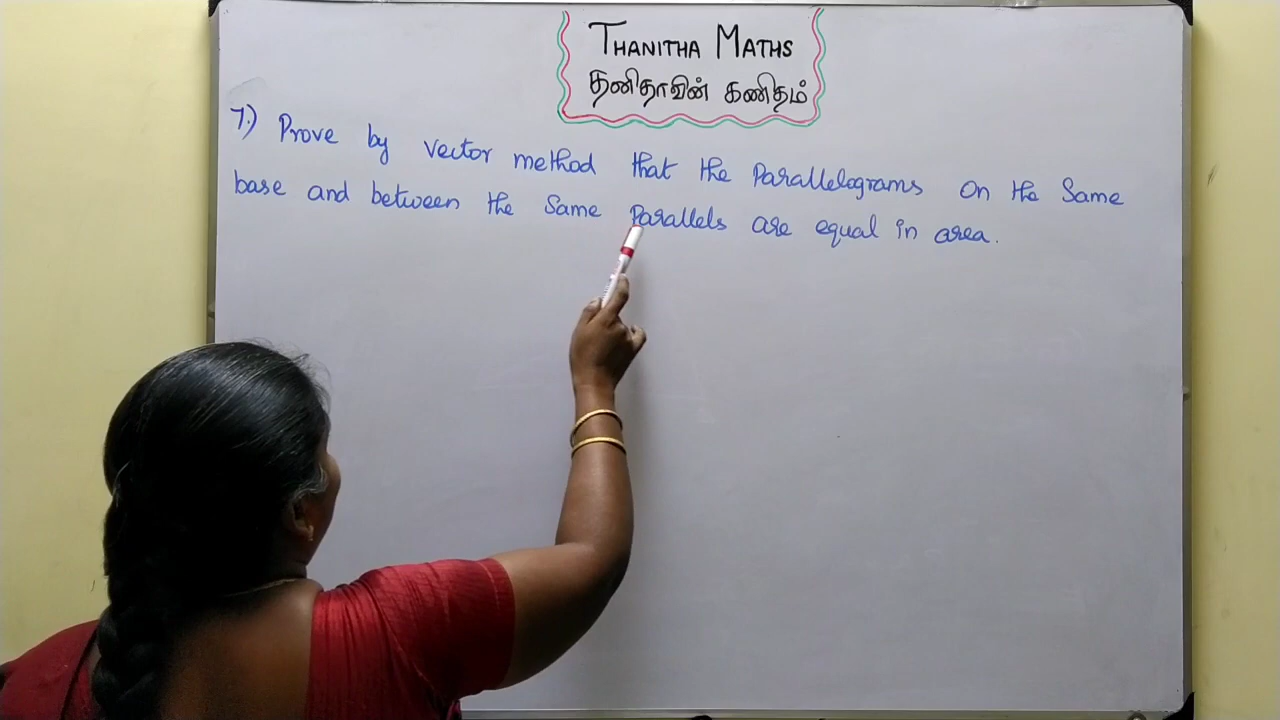 THANITHA MATHS
தனிதாவின் கணிதம்
7.) Prove by vector method that the Parallelograms on the Same
base and between the Same Parallels are equal in area.